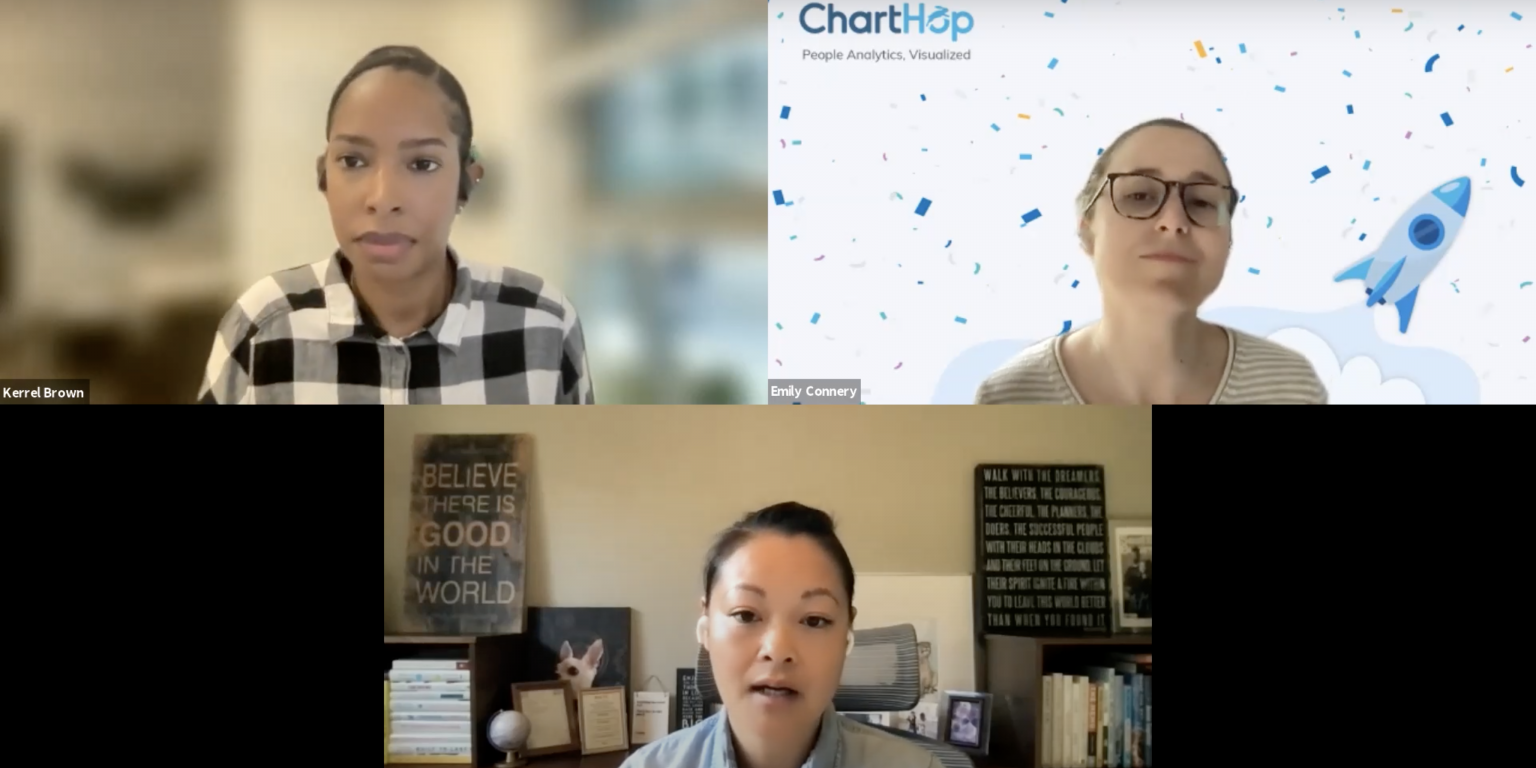 ChartHop
People Analytics, Visualized
Kerrel Brown
Emily Connery
BELIEVE
THERE IS
GOOD
IN THE
WORLD
WALK WITH THE DREAMERS,
THE BELIEVERS, THE COURAGEOUS,
THE CHEERFUL, THE PLANNERS, THE
DOERS, THE SUCCESSFUL PEOPLE
WITH THEIR HEADS IN THE CLOUDS
AND THEIR FEET ON THE GROUND. LET
THEIR SPIRIT IGNITE A FIRE WITHIN
YOU TO LEAVE THIS WORLD BETTER
THAN WHEN YOU FOUND IT
BUILT TO LAST